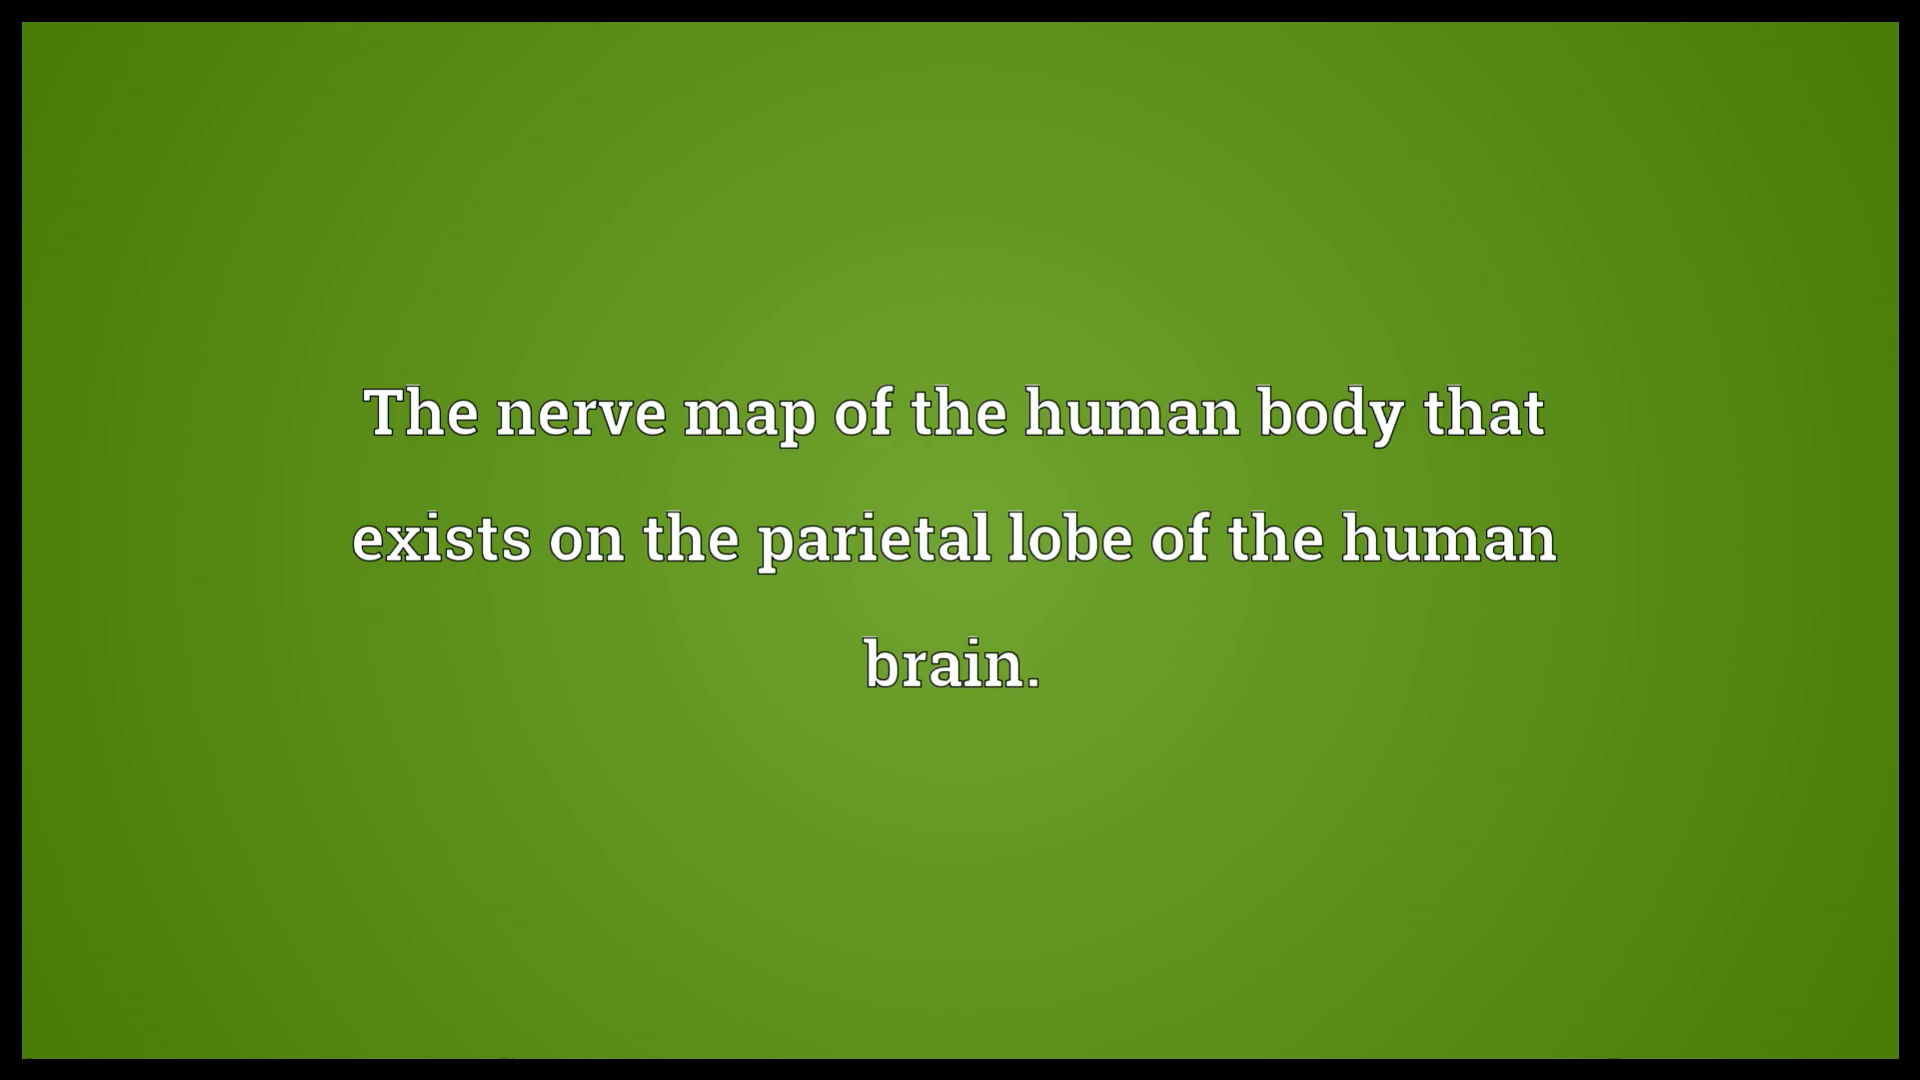 The nerve map of the human body that
exists on the parietal lobe of the human
brain.